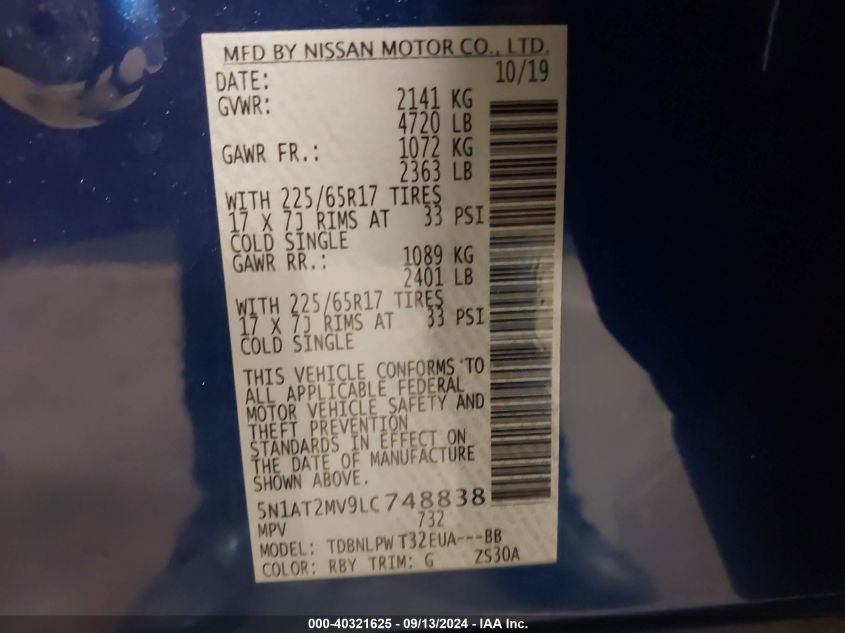 MFD BY NISSAN MOTOR CO., LTD.
DATE: 10/19
GVWR: 2141 KG
4720 LB
GAWR FR.: 1072 KG
2363 LB
WITH 225/65R17 TIRES
17 X 7J RIMS AT 33 PSI
COLD SINGLE
GAWR RR.: 1089 KG
2401 LB
WITH 225/65R17 TIRES
17 X 7J RIMS AT 33 PSI
COLD SINGLE
THIS VEHICLE CONFORMS TO
ALL APPLICABLE FEDERAL
MOTOR VEHICLE SAFETY AND
THEFT PREVENTION
STANDARDS IN EFFECT ON
THE DATE OF MANUFACTURE
SHOWN ABOVE.
5N1AT2MV9LC748838
MPV 732
MODEL: TDBNLPW T32EUA---BB
COLOR: RBY TRIM: G 2S30A
000-40321625 - 09/13/2024 - IAA Inc.